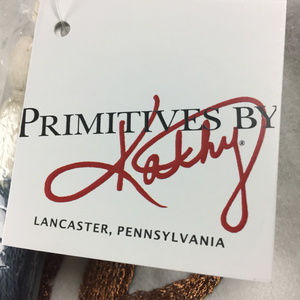 PRIMITIVES BY
Kathy®
LANCASTER, PENNSYLVANIA